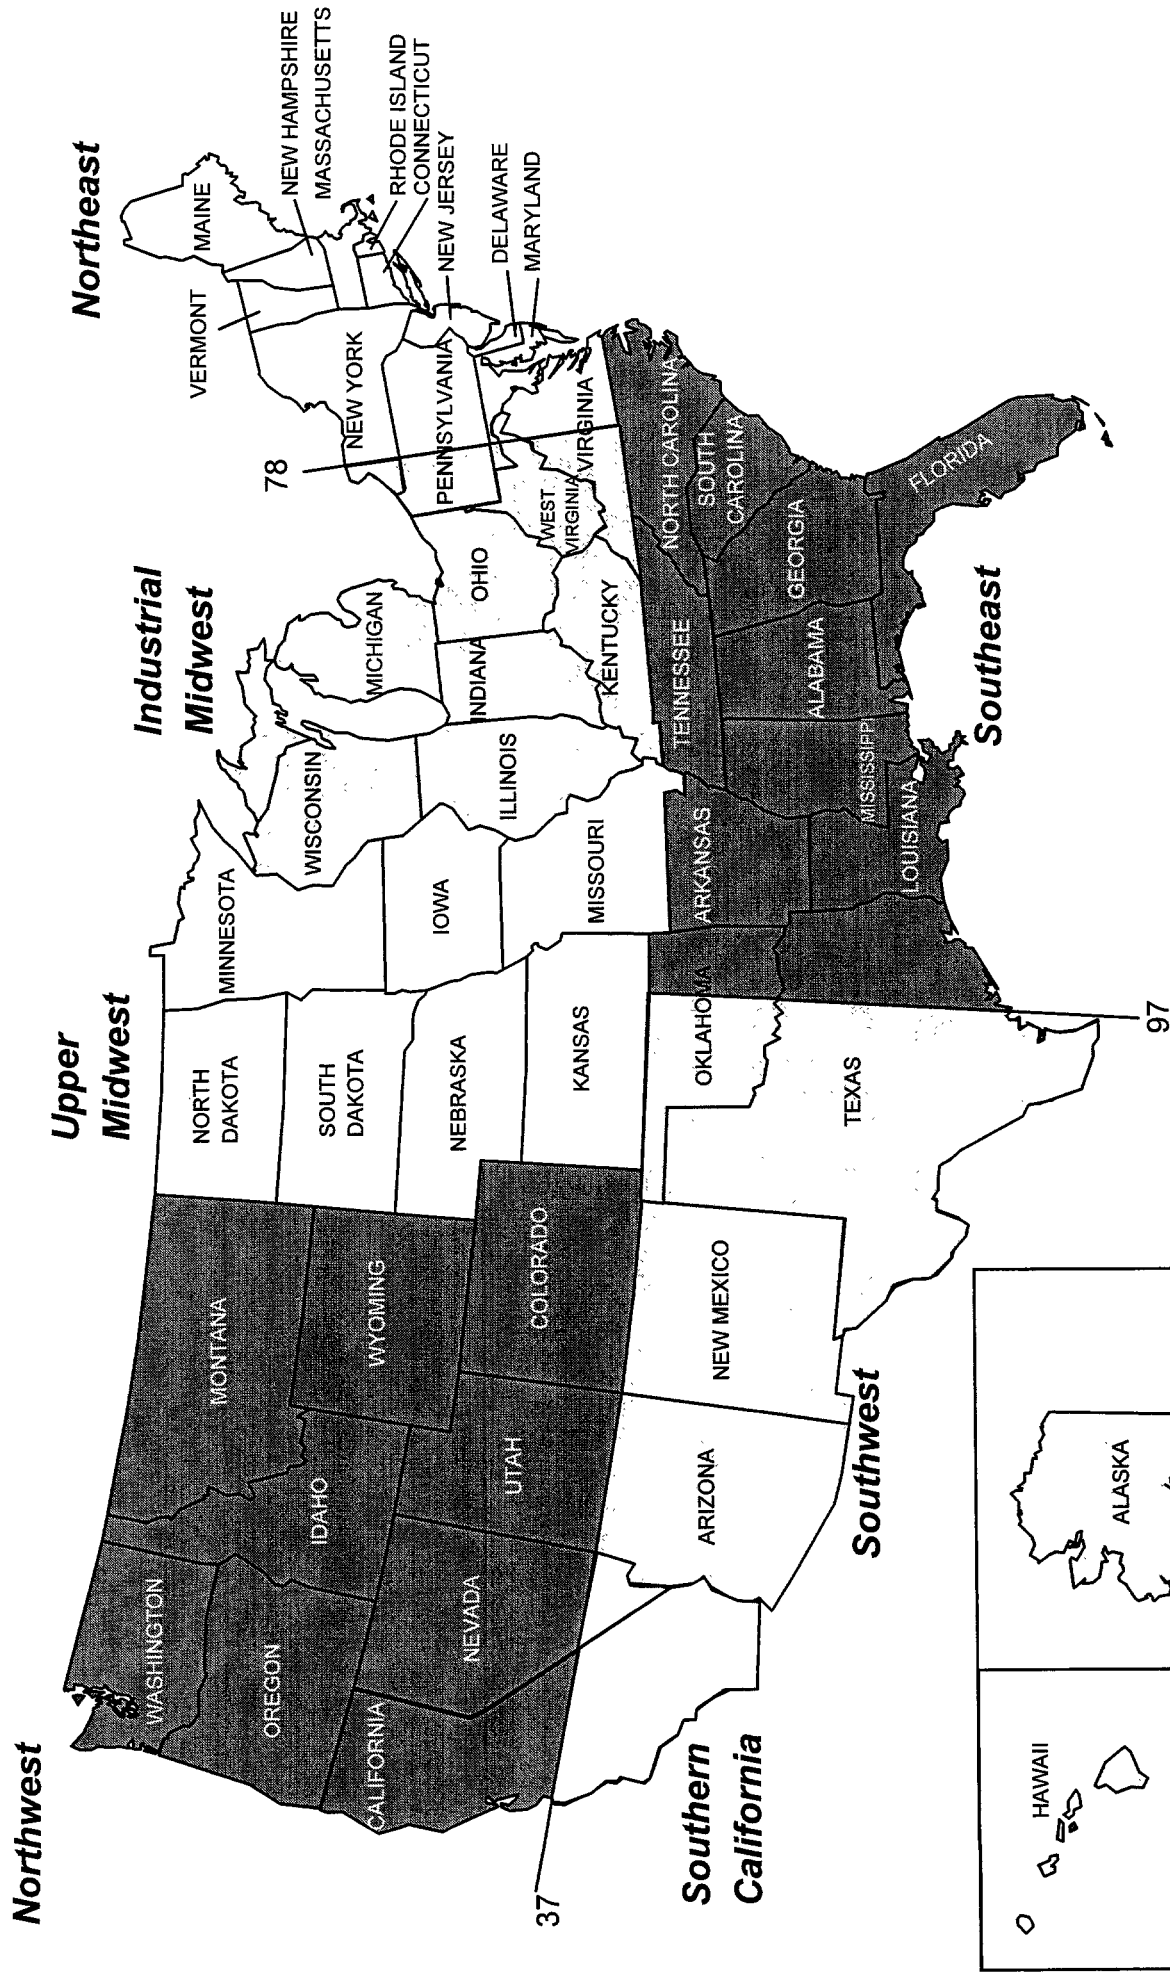 Northwest
Upper
Midwest
Industrial
Midwest
Northeast
Southwest
Southeast
Southern
California
WASHINGTON
OREGON
CALIFORNIA
NEVADA
IDAHO
MONTANA
WYOMING
UTAH
COLORADO
ARIZONA
NEW MEXICO
NORTH
DAKOTA
SOUTH
DAKOTA
NEBRASKA
KANSAS
OKLAHOMA
TEXAS
MINNESOTA
IOWA
MISSOURI
ARKANSAS
LOUISIANA
WISCONSIN
ILLINOIS
MICHIGAN
INDIANA
OHIO
KENTUCKY
TENNESSEE
MISSISSIPPI
ALABAMA
GEORGIA
FLORIDA
SOUTH
CAROLINA
NORTH CAROLINA
WEST
VIRGINIA
VIRGINIA
PENNSYLVANIA
NEW YORK
VERMONT
MAINE
NEW HAMPSHIRE
MASSACHUSETTS
RHODE ISLAND
CONNECTICUT
NEW JERSEY
DELAWARE
MARYLAND
78
97
37
HAWAII
ALASKA